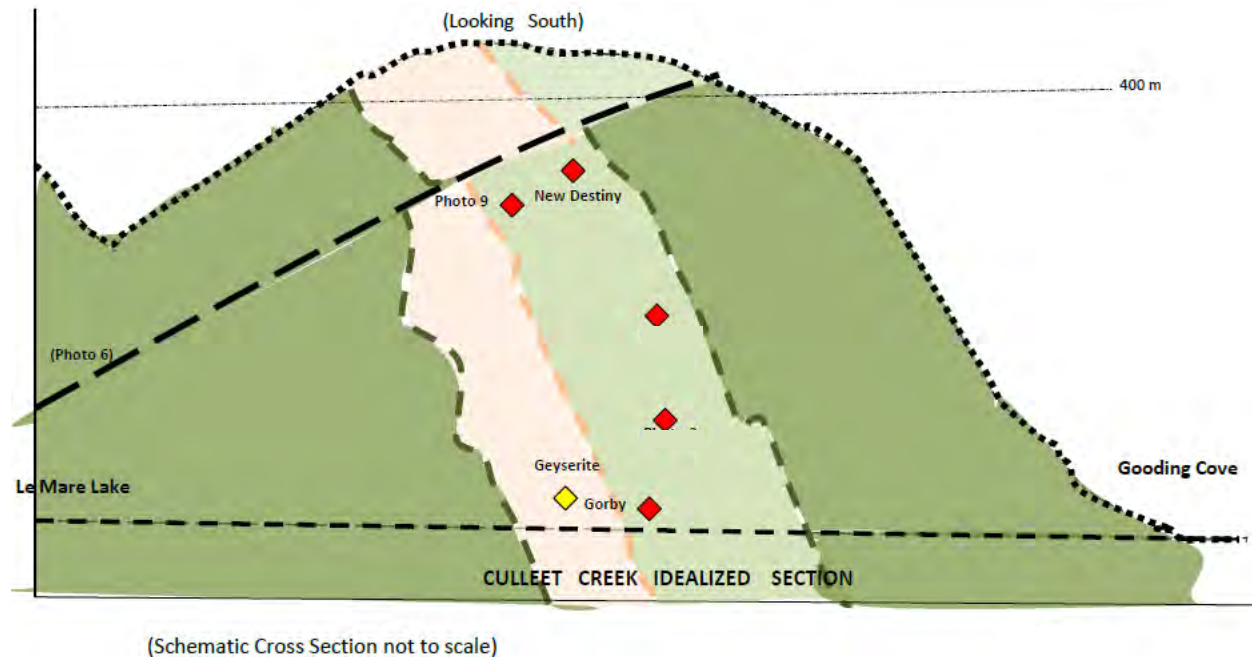 (Looking South)
400 m
New Destiny
Photo 9
(Photo 6)
Geyserite
Gooding Cove
Le Mare Lake
Gorby
CULLEET CREEK IDEALIZED SECTION
(Schematic Cross Section not to scale)